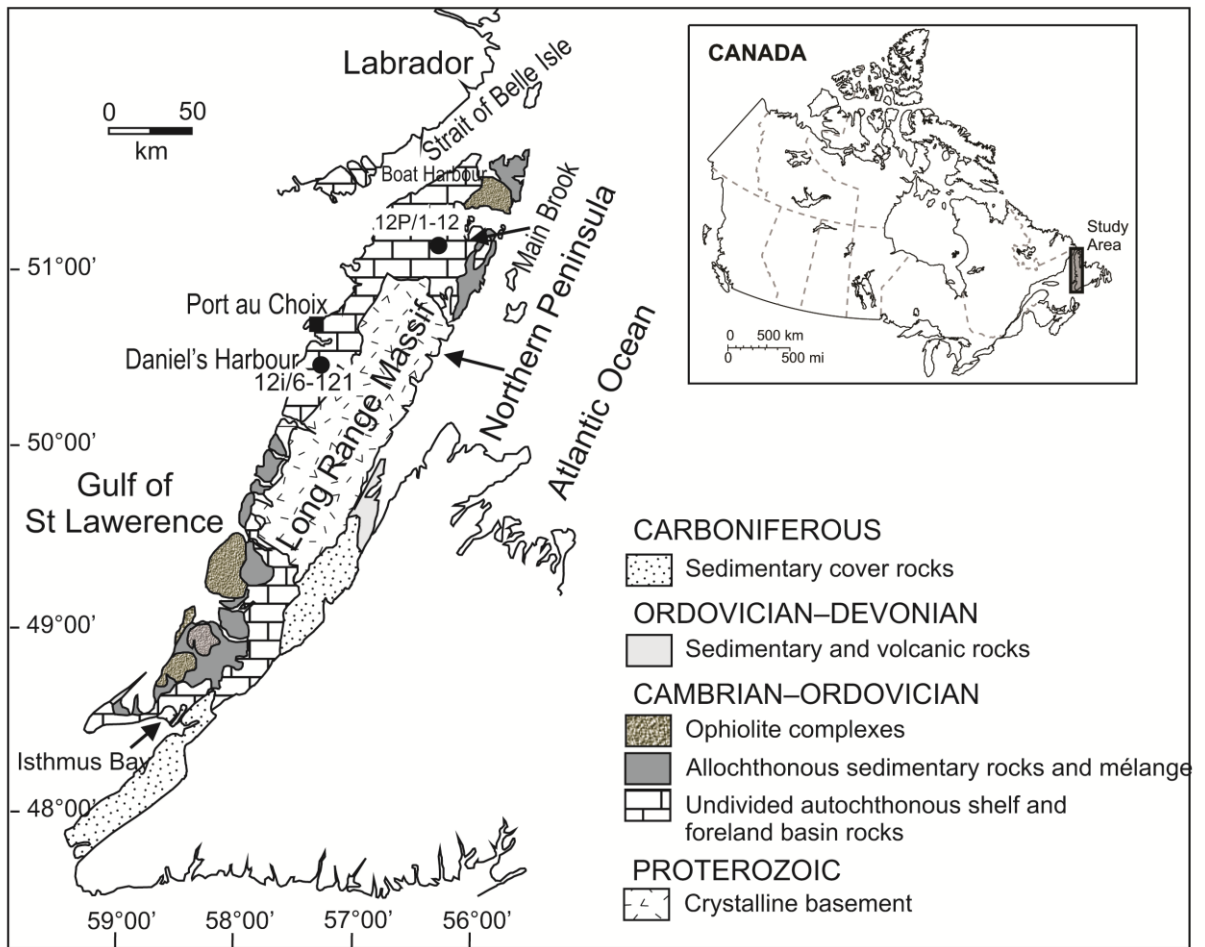 Labrador
0 50
km
Strait of Belle Isle
Boat Harbour
12P/1-12
Main Brook
51°00’
Port au Choix
Daniel's Harbour
12i/6-121
Long Range Massif
Northern Peninsula
Atlantic Ocean
50°00’
Gulf of
St Lawerence
49°00’
Isthmus Bay
48°00’
59°00’ 58°00’ 57°00’ 56°00’
CANADA
Study
Area
0 500 km
500 mi
CARBONIFEROUS
Sedimentary cover rocks
ORDOVICIAN–DEVONIAN
Sedimentary and volcanic rocks
CAMBRIAN–ORDOVICIAN
Ophiolite complexes
Allochthonous sedimentary rocks and mélange
Undivided autochthonous shelf and
foreland basin rocks
PROTEROZOIC
Crystalline basement